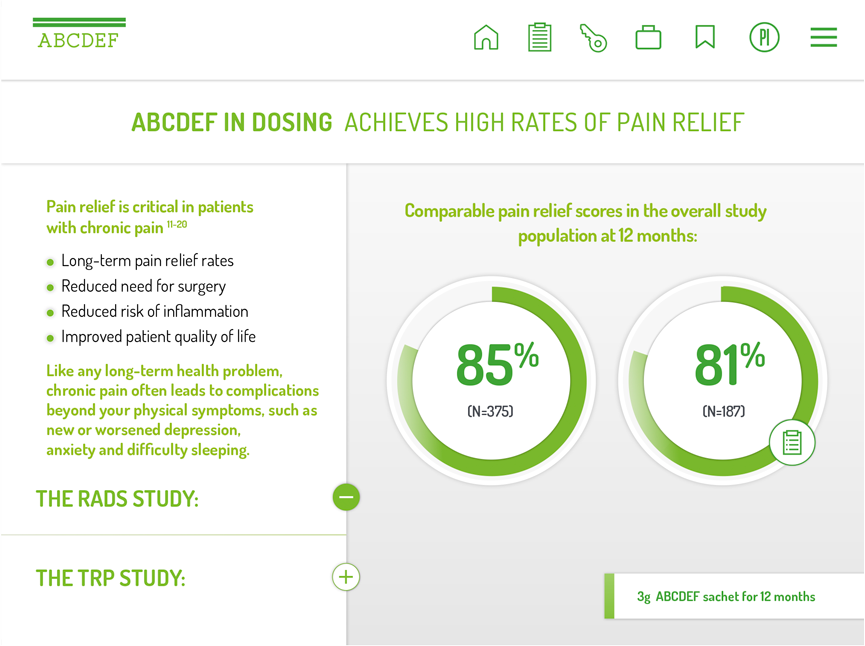 ABCDEF
PI
ABCDEF IN DOSING ACHIEVES HIGH RATES OF PAIN RELIEF
Pain relief is critical in patients
with chronic pain 11-20
Long-term pain relief rates
Reduced need for surgery
Reduced risk of inflammation
Improved patient quality of life
Like any long-term health problem,
chronic pain often leads to complications
beyond your physical symptoms, such as
new or worsened depression,
anxiety and difficulty sleeping.
THE RADS STUDY:
THE TRP STUDY:
Comparable pain relief scores in the overall study
population at 12 months:
85%
(N=375)
81%
(N=187)
3g ABCDEF sachet for 12 months